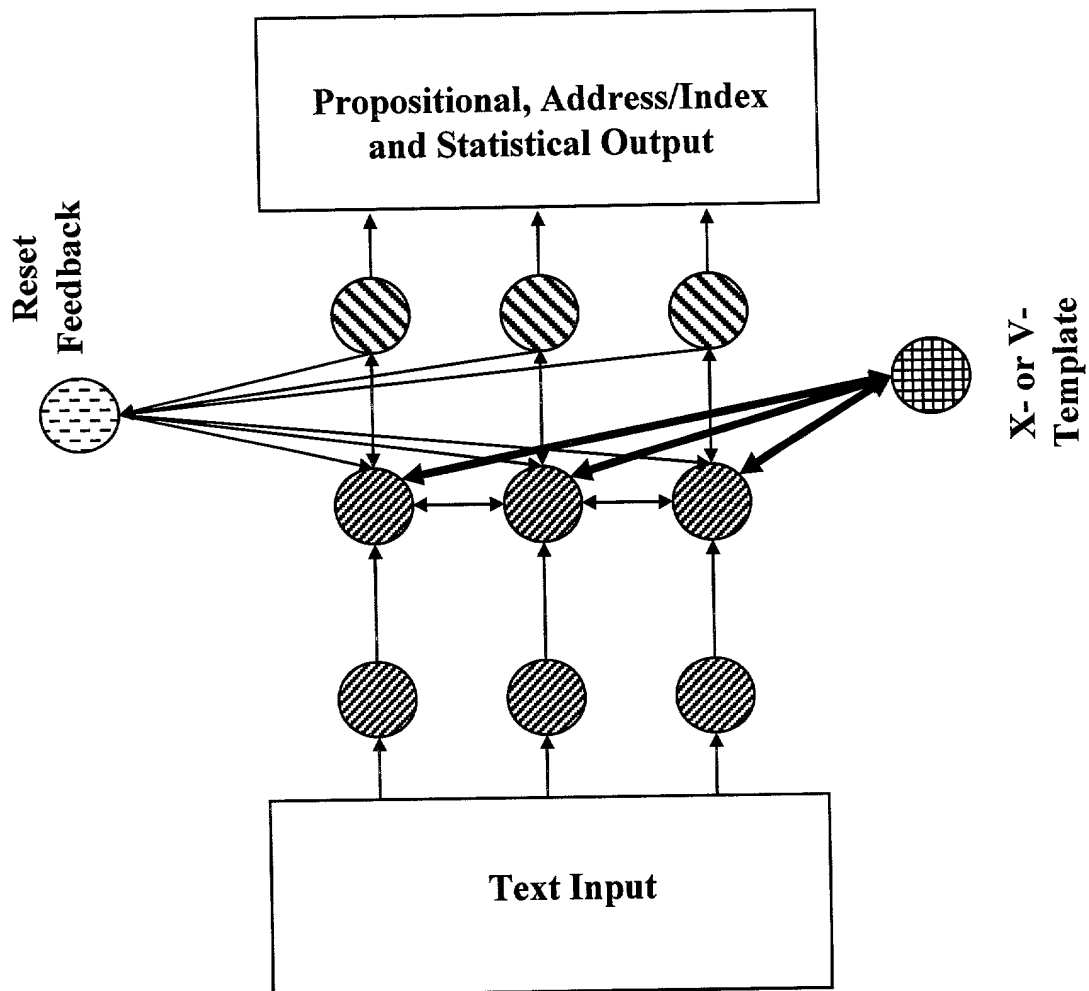 Propositional, Address/Index
and Statistical Output
Reset
Feedback
X- or V-
Template
Text Input